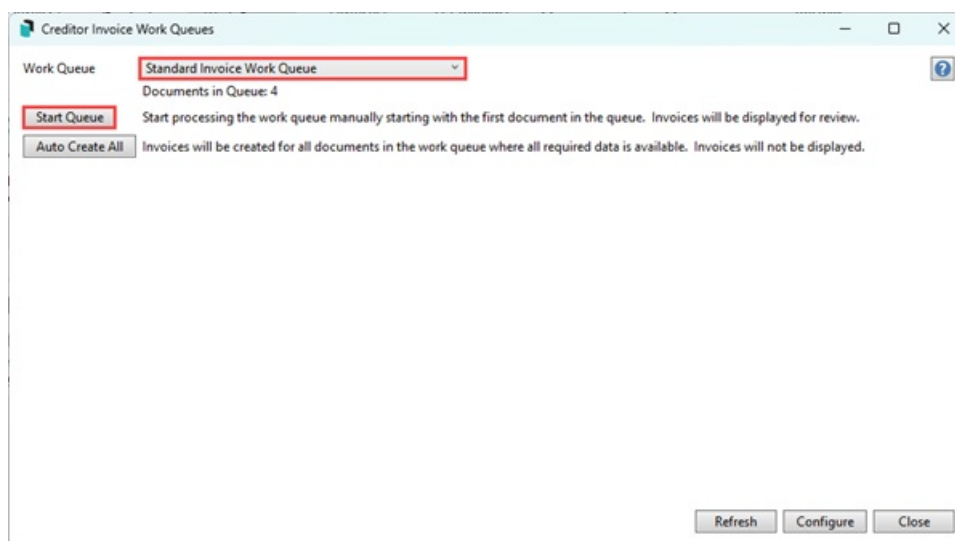 Creditor Invoice Work Queues
Work Queue Standard Invoice Work Queue
Documents in Queue: 4
Start Queue Start processing the work queue manually starting with the first document in the queue. Invoices will be displayed for review.
Auto Create All Invoices will be created for all documents in the work queue where all required data is available. Invoices will not be displayed.
Refresh Configure Close